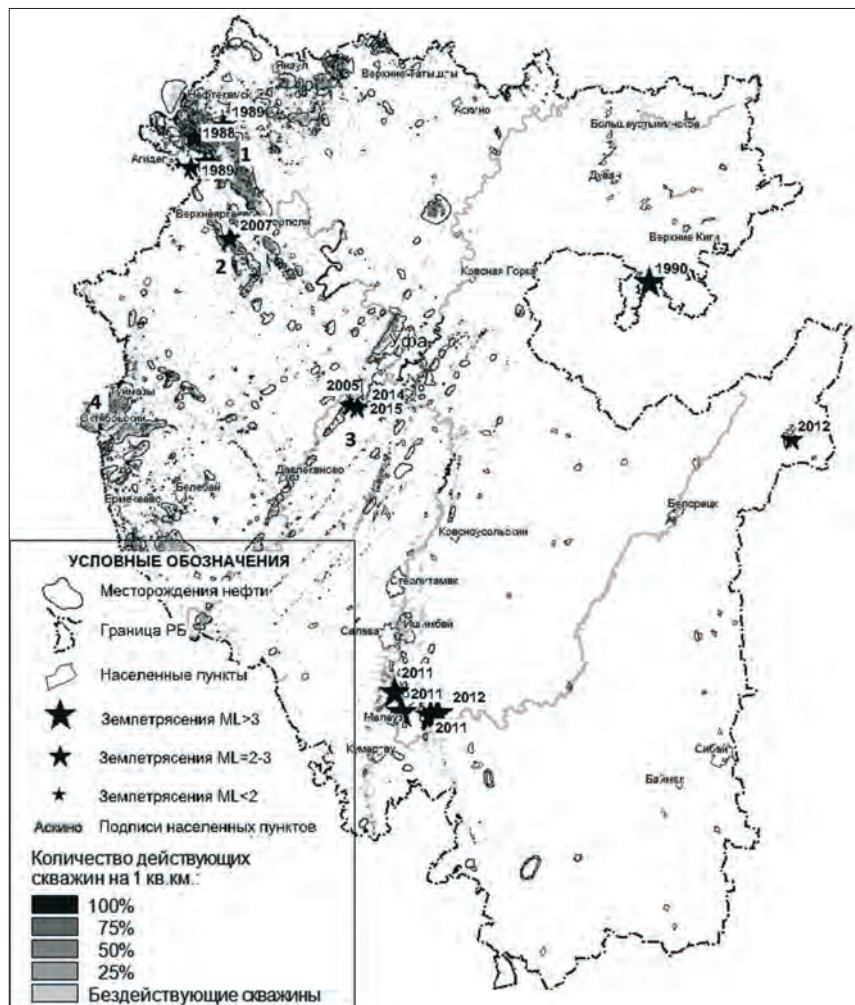 Янаул
Верхние Татышлы
Нефтекамск
1989
Аскино
1988
1
Агидел
1989
Дуван
2007
2
Верхние Киги
1990
Красная Горка
Уфа
2005
2014
2015
3
4
Туймазы
Октябрьский
2012
Давлеканово
Белебей
Ермекеево
Белорецк
Красноусольский
Стерлитамак
Ишимбай
Салават
2011
2011
2012
2011
Мелеуз
Кумертау
Сибай
Баймак
УСЛОВНЫЕ ОБОЗНАЧЕНИЯ
Месторождения нефти
Граница РБ
Населенные пункты
Землетрясения ML>3
Землетрясения ML=2-3
Землетрясения ML<2
Аскино Подписи населенных пунктов
Количество действующих
скважин на 1 кв.км.:
100%
75%
50%
25%
Бездействующие скважины